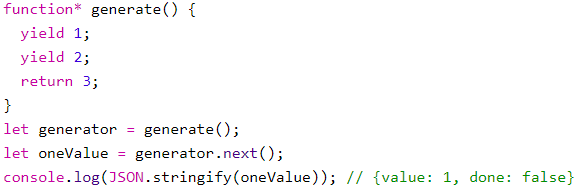 function* generate() {
  yield 1;
  yield 2;
  return 3;
}
let generator = generate();
let oneValue = generator.next();
console.log(JSON.stringify(oneValue)); // {value: 1, done: false}